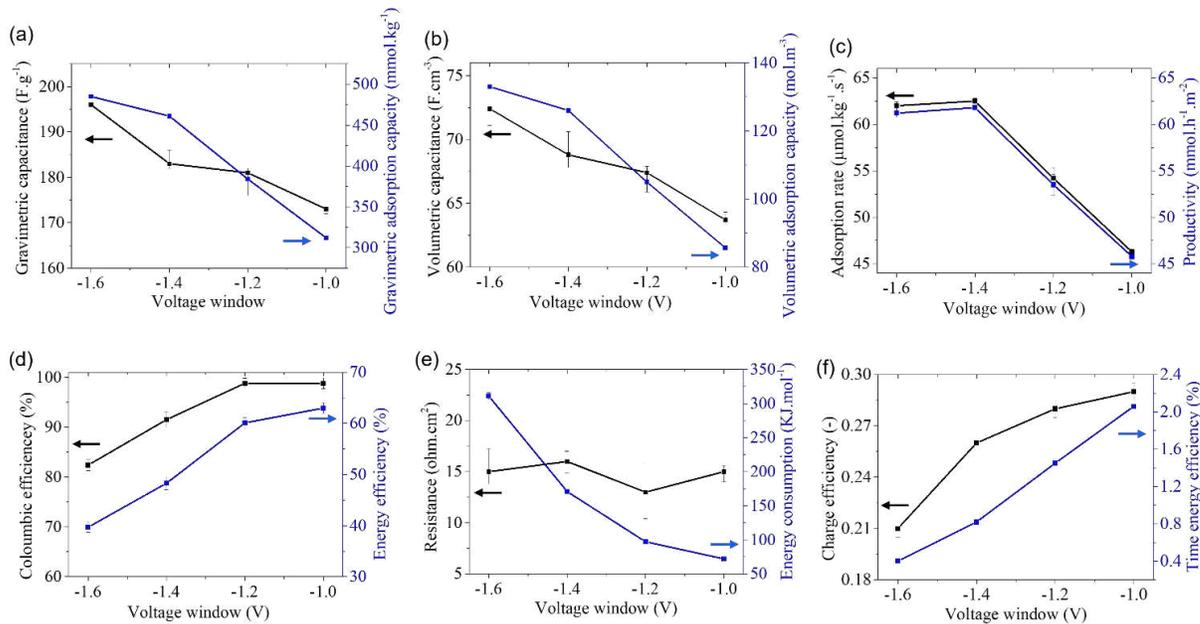 (a)
Gravimetric capacitance (F.g⁻¹)
200
190
180
170
160
-1.6 -1.4 -1.2 -1.0
Voltage window
500
450
400
350
300
Gravimetric adsorption capacity (mmol.kg⁻¹)
(b)
Volumetric capacitance (F.cm⁻³)
75
70
65
60
-1.6 -1.4 -1.2 -1.0
Voltage window (V)
140
120
100
80
Volumetric adsorption capacity (mol.m⁻³)
(c)
Adsorption rate (μmol.kg⁻¹.s⁻¹)
65
60
55
50
45
-1.6 -1.4 -1.2 -1.0
Voltage window (V)
65
60
55
50
45
Productivity (mmol.h⁻¹.m⁻²)
(d)
Coloumbic efficiencey (%)
100
90
80
70
60
-1.6 -1.4 -1.2 -1.0
Voltage window (V)
70
60
50
40
30
Energy efficiency (%)
(e)
Resistance (ohm.cm²)
25
20
15
10
5
-1.6 -1.4 -1.2 -1.0
Voltage window (V)
350
300
250
200
150
100
50
Energy consumption (KJ.mol⁻¹)
(f)
Charge efficiency (-)
0.30
0.27
0.24
0.21
0.18
-1.6 -1.4 -1.2 -1.0
Voltage window (V)
2.4
2.0
1.6
1.2
0.8
0.4
Time energy efficiency (%)